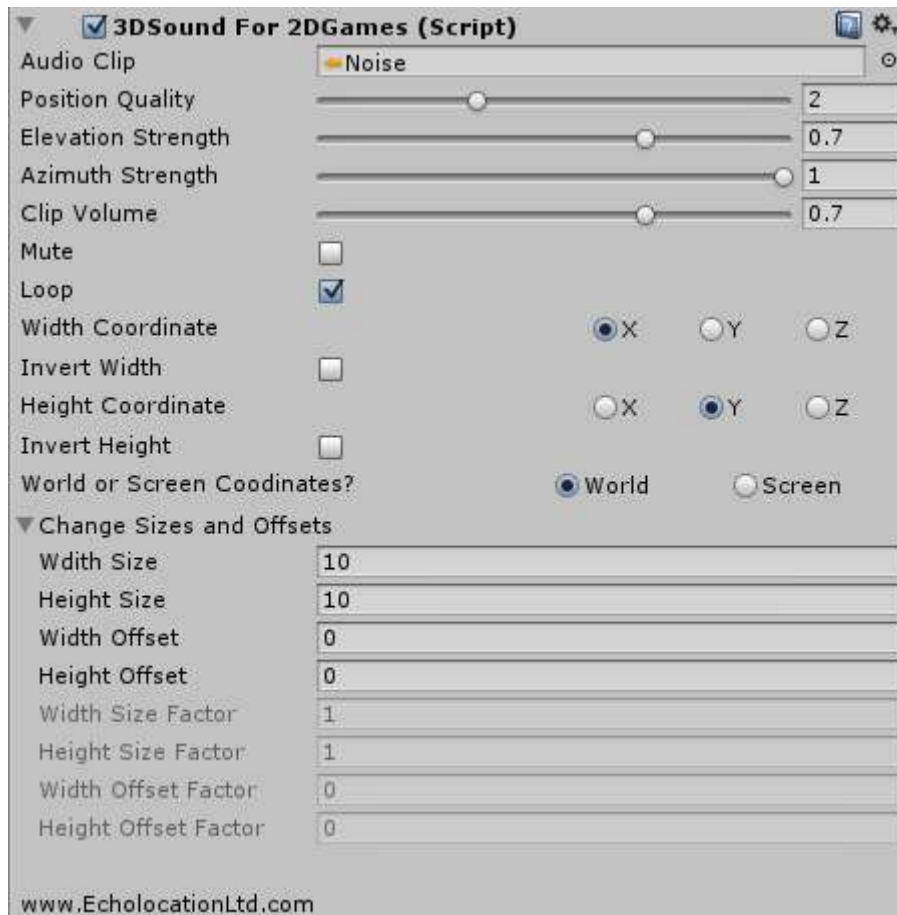 3DSound For 2DGames (Script)
Audio Clip Noise
Position Quality 2
Elevation Strength 0.7
Azimuth Strength 1
Clip Volume 0.7
Mute
Loop
Width Coordinate X Y Z
Invert Width
Height Coordinate X Y Z
Invert Height
World or Screen Coodinates? World Screen
Change Sizes and Offsets
Wdith Size 10
Height Size 10
Width Offset 0
Height Offset 0
Width Size Factor 1
Height Size Factor 1
Width Offset Factor 0
Height Offset Factor 0
www.EcholocationLtd.com